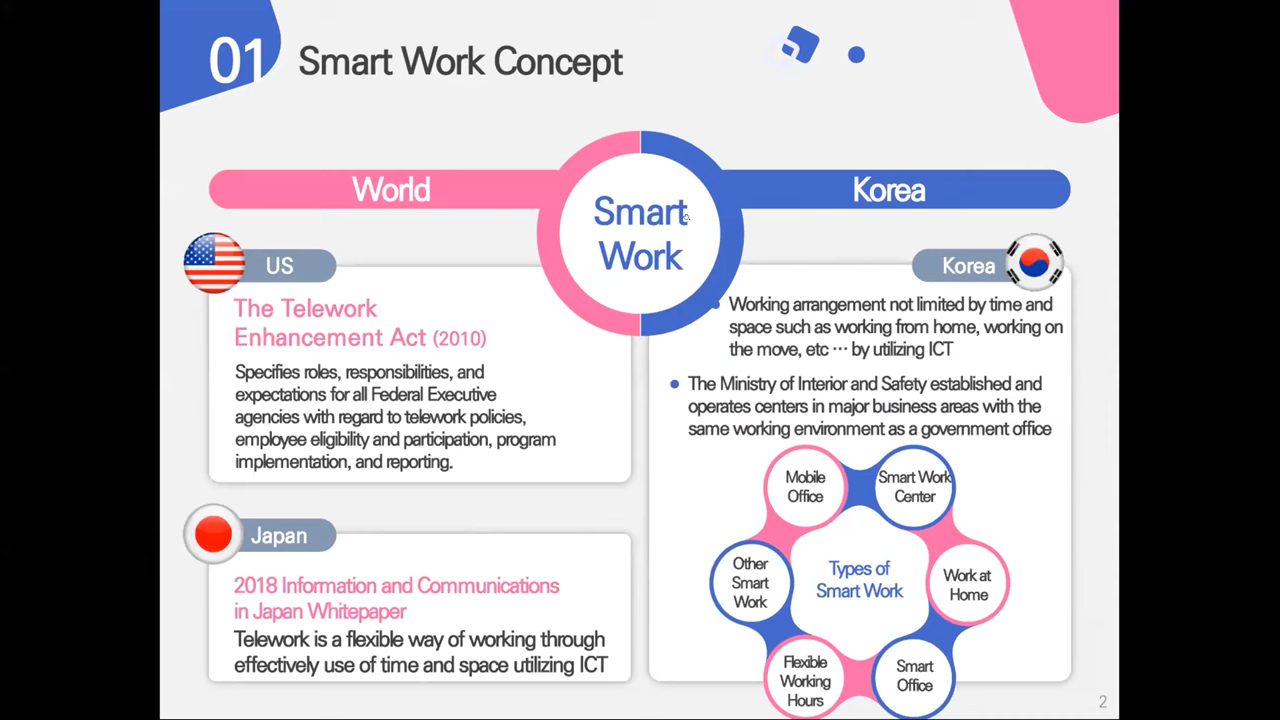 01 Smart Work Concept
World
Smart
Work
Korea
US
The Telework
Enhancement Act (2010)
Specifies roles, responsibilities, and
expectations for all Federal Executive
agencies with regard to telework policies,
employee eligibility and participation, program
implementation, and reporting.
Japan
2018 Information and Communications
in Japan Whitepaper
Telework is a flexible way of working through
effectively use of time and space utilizing ICT
Korea
Working arrangement not limited by time and
space such as working from home, working on
the move, etc ⋯ by utilizing ICT
The Ministry of Interior and Safety established and
operates centers in major business areas with the
same working environment as a government office
Mobile
Office
Smart Work
Center
Other
Smart
Work
Types of
Smart Work
Work at
Home
Flexible
Working
Hours
Smart
Office
2